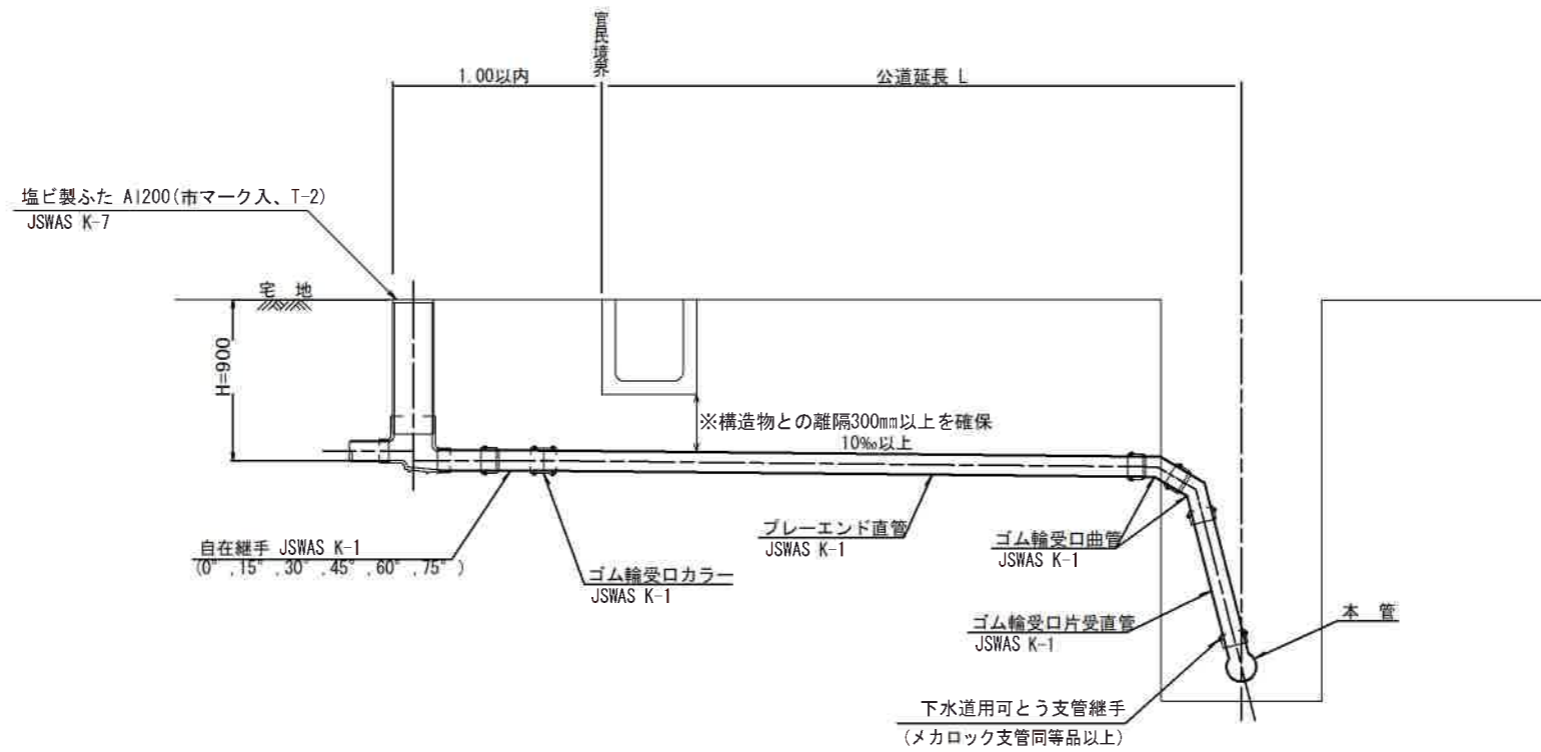 官民境界
1.00以内
公道延長 L
塩ビ製ふた A1200(市マーク入、T-2)
JSWAS K-7
宅 地
H=900
※構造物との離隔300mm以上を確保
10‰以上
自在継手 JSWAS K-1
(0°,15°,30°,45°,60°,75°)
ゴム輪受口カラー
JSWAS K-1
プレーエンド直管
JSWAS K-1
ゴム輪受口曲管
JSWAS K-1
ゴム輪受口片受直管
JSWAS K-1
本 管
下水道用可とう支管継手
(メカロック支管同等品以上)